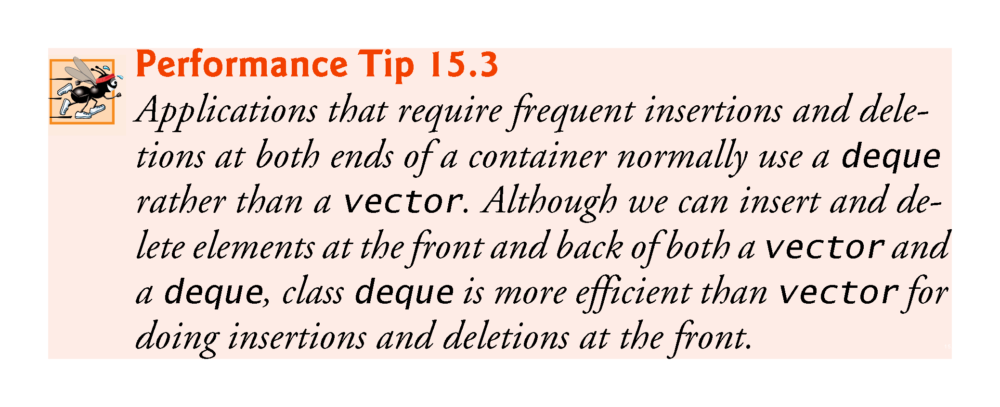 Performance Tip 15.3
Applications that require frequent insertions and dele-
tions at both ends of a container normally use a deque
rather than a vector. Although we can insert and de-
lete elements at the front and back of both a vector and
a deque, class deque is more efficient than vector for
doing insertions and deletions at the front.
15